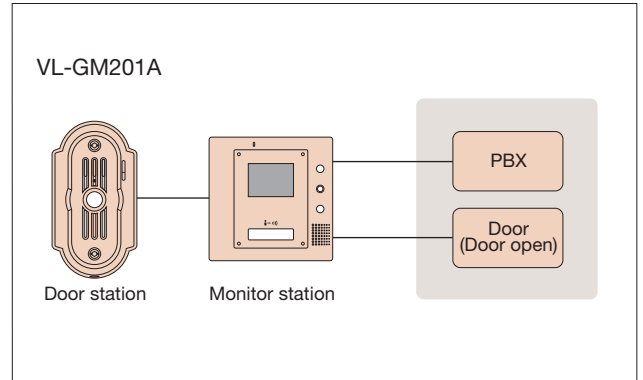 VL-GM201A
PBX
Door
(Door open)
Door station
Monitor station